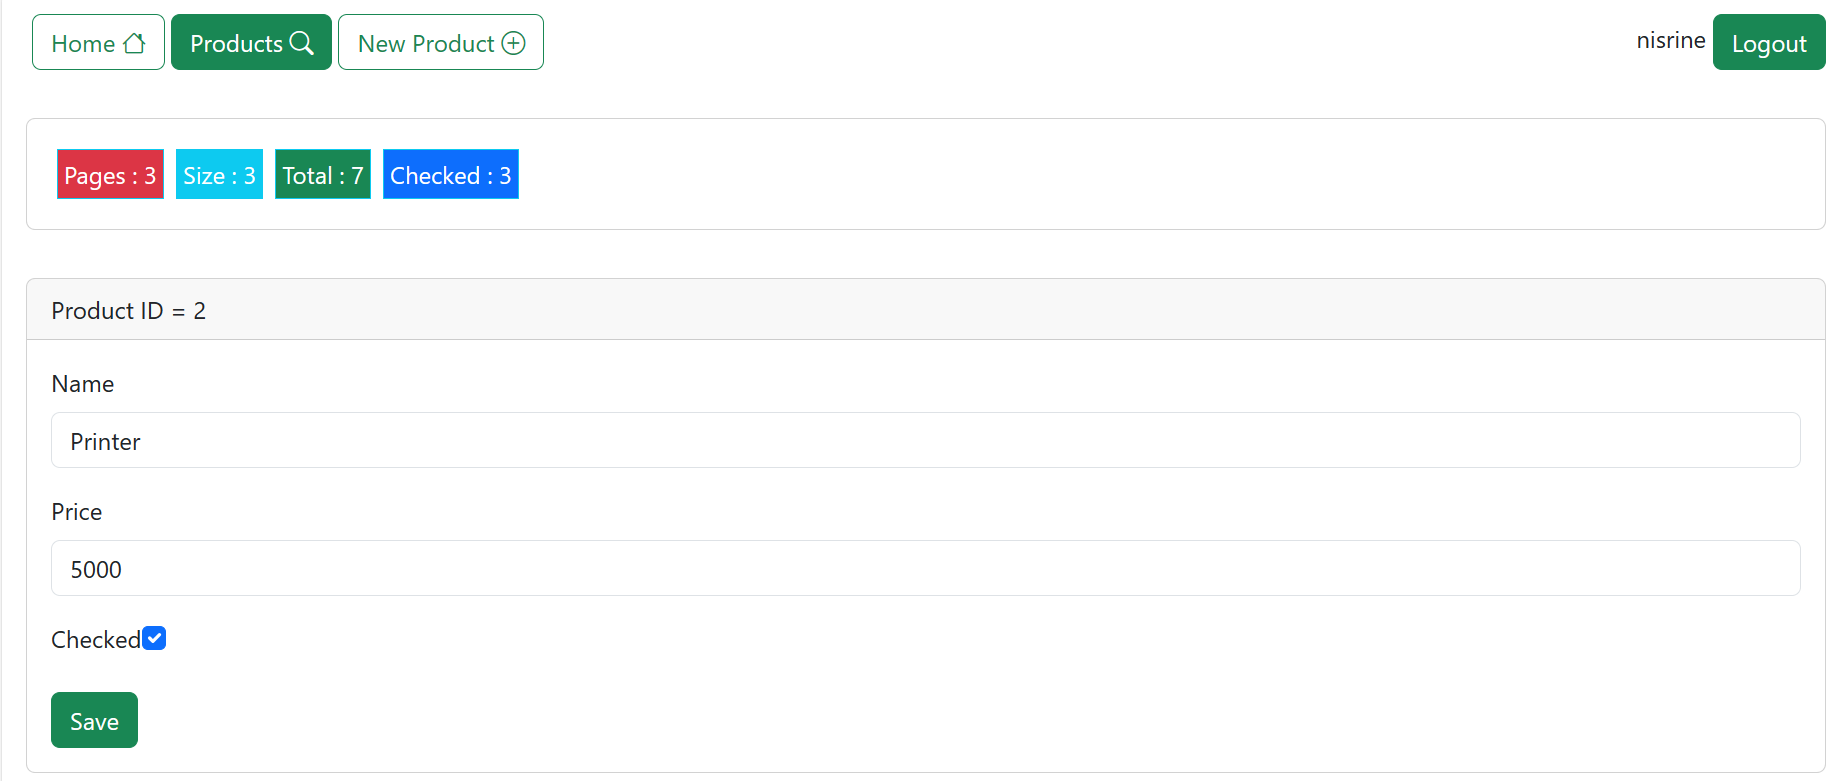 Home Products New Product nisrine Logout
Pages : 3 Size : 3 Total : 7 Checked : 3
Product ID = 2
Name
Printer
Price
5000
Checked
Save